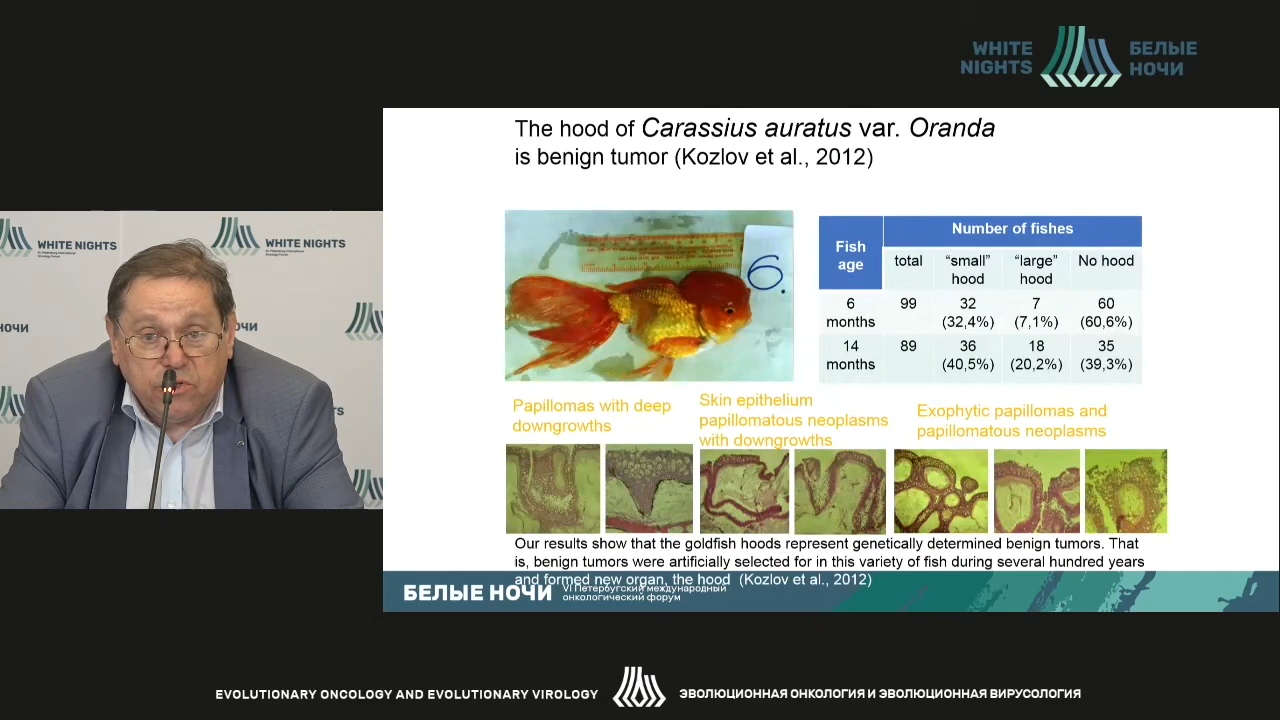 WHITE
NIGHTS
БЕЛЫЕ
НОЧИ
The hood of Carassius auratus var. Oranda
is benign tumor (Kozlov et al., 2012)
6.
Fish
age
Number of fishes
total
“small”
hood
“large”
hood
No hood
6
months
99
32
(32,4%)
7
(7,1%)
60
(60,6%)
14
months
89
36
(40,5%)
18
(20,2%)
35
(39,3%)
Papillomas with deep
downgrowths
Skin epithelium
papillomatous neoplasms
with downgrowths
Exophytic papillomas and
papillomatous neoplasms
Our results show that the goldfish hoods represent genetically determined benign tumors. That
is, benign tumors were artificially selected for in this variety of fish during several hundred years
and formed new organ, the hood (Kozlov et al., 2012)
БЕЛЫЕ НОЧИ
VI Петербугский международный
онкологический форум
WHITE NIGHTS
WHITE NIGHTS
НОЧИ
EVOLUTIONARY ONCOLOGY AND EVOLUTIONARY VIROLOGY
ЭВОЛЮЦИОННАЯ ОНКОЛОГИЯ И ЭВОЛЮЦИОННАЯ ВИРУСОЛОГИЯ